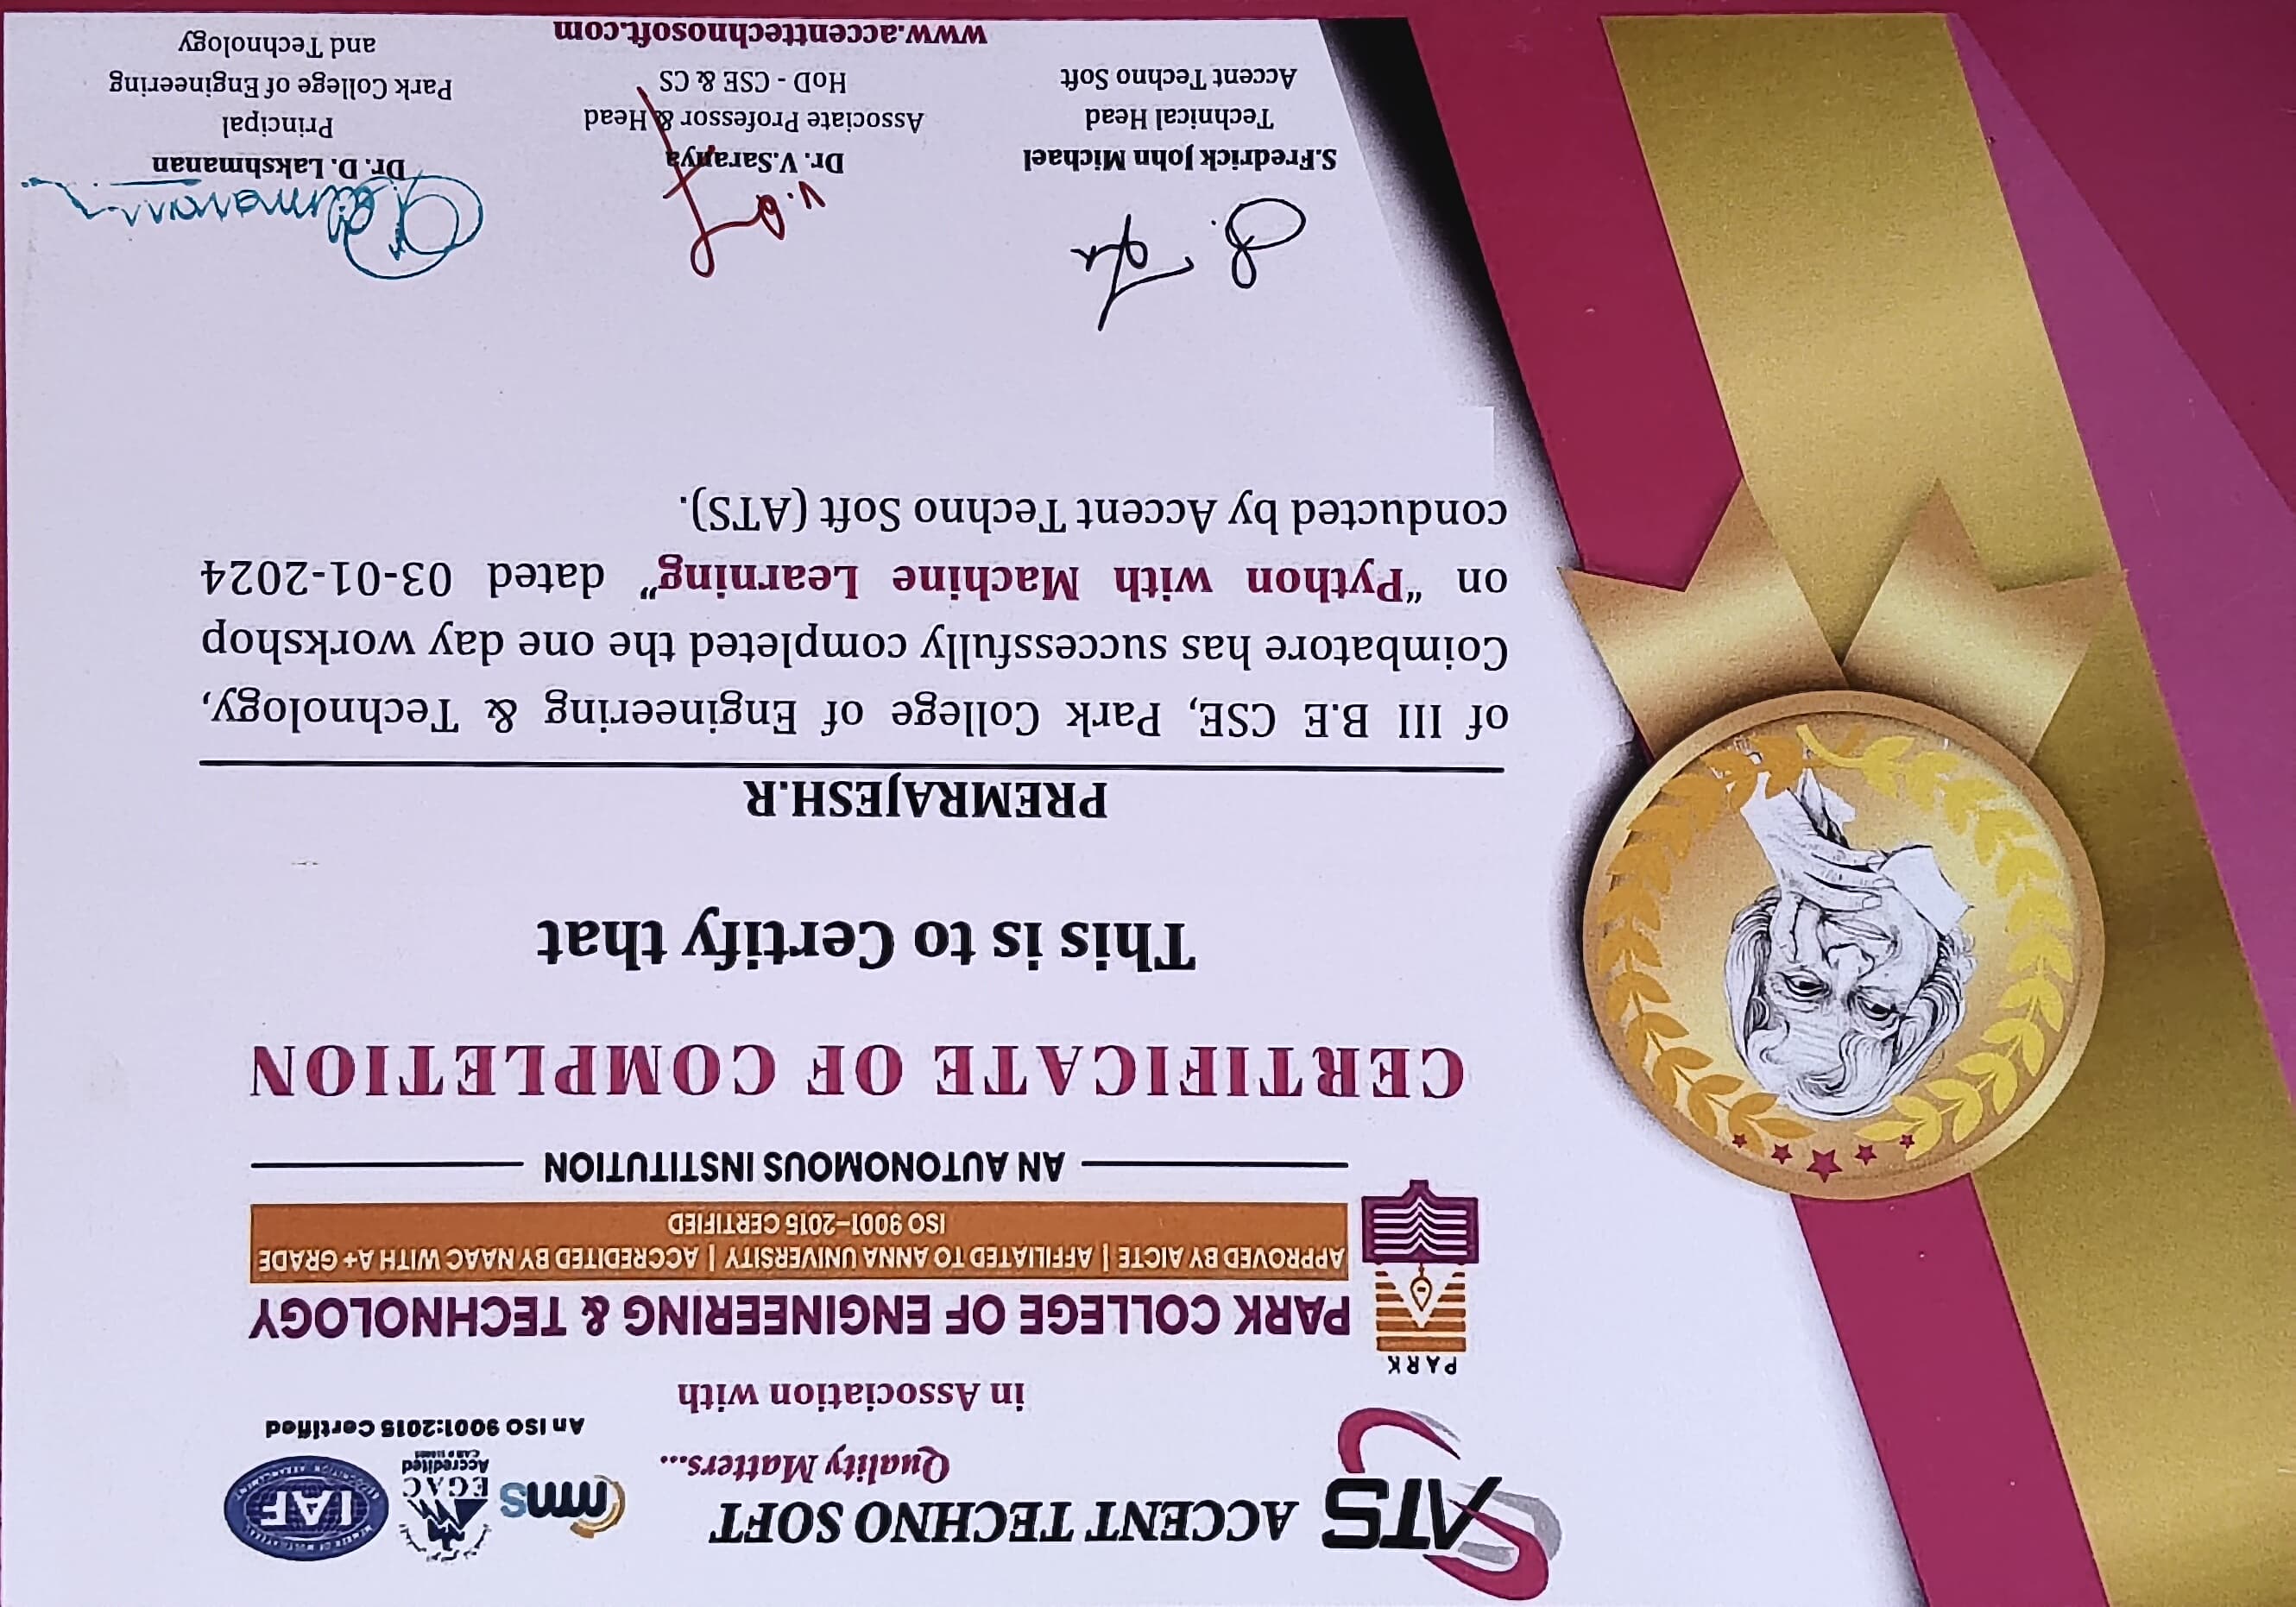 ATS ACCENT TECHNO SOFT
Quality Matters...
mms
EGAC
Accredited
IAF
An ISO 9001:2015 Certified
in Association with
PARK
PARK COLLEGE OF ENGINEERING & TECHNOLOGY
APPROVED BY AICTE | AFFILIATED TO ANNA UNIVERSITY | ACCREDITED BY NAAC WITH A+ GRADE
ISO 9001-2015 CERTIFIED
AN AUTONOMOUS INSTITUTION
CERTIFICATE OF COMPLETION
This is to Certify that
PREMRAJESH.R
of III B.E CSE, Park College of Engineering & Technology,
Coimbatore has successfully completed the one day workshop
on “Python with Machine Learning” dated 03-01-2024
conducted by Accent Techno Soft (ATS).
S.Fredrick John Michael
Technical Head
Accent Techno Soft
Dr. V.Saranya
Associate Professor & Head
HoD - CSE & CS
Dr. D. Lakshmanan
Principal
Park College of Engineering
and Technology
www.accenttechnosoft.com